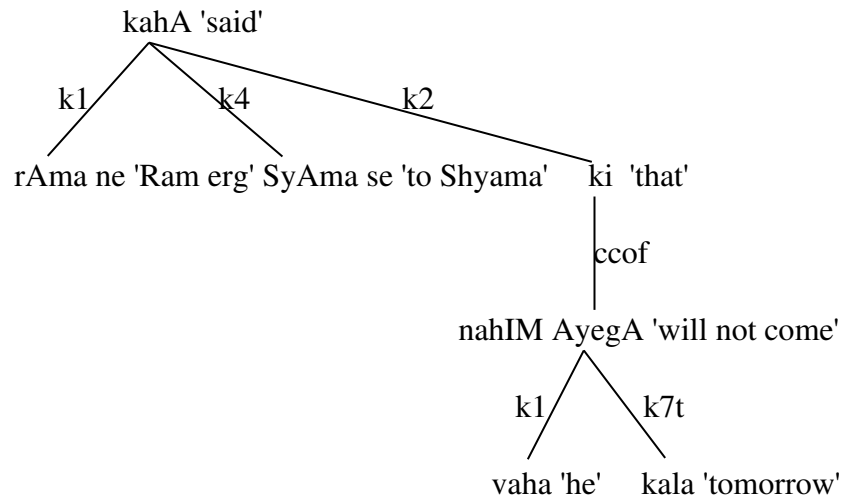 kahA 'said'
k1 k4 k2
rAma ne 'Ram erg' SyAma se 'to Shyama' ki 'that'
ccof
nahIM AyegA 'will not come'
k1 k7t
vaha 'he' kala 'tomorrow'